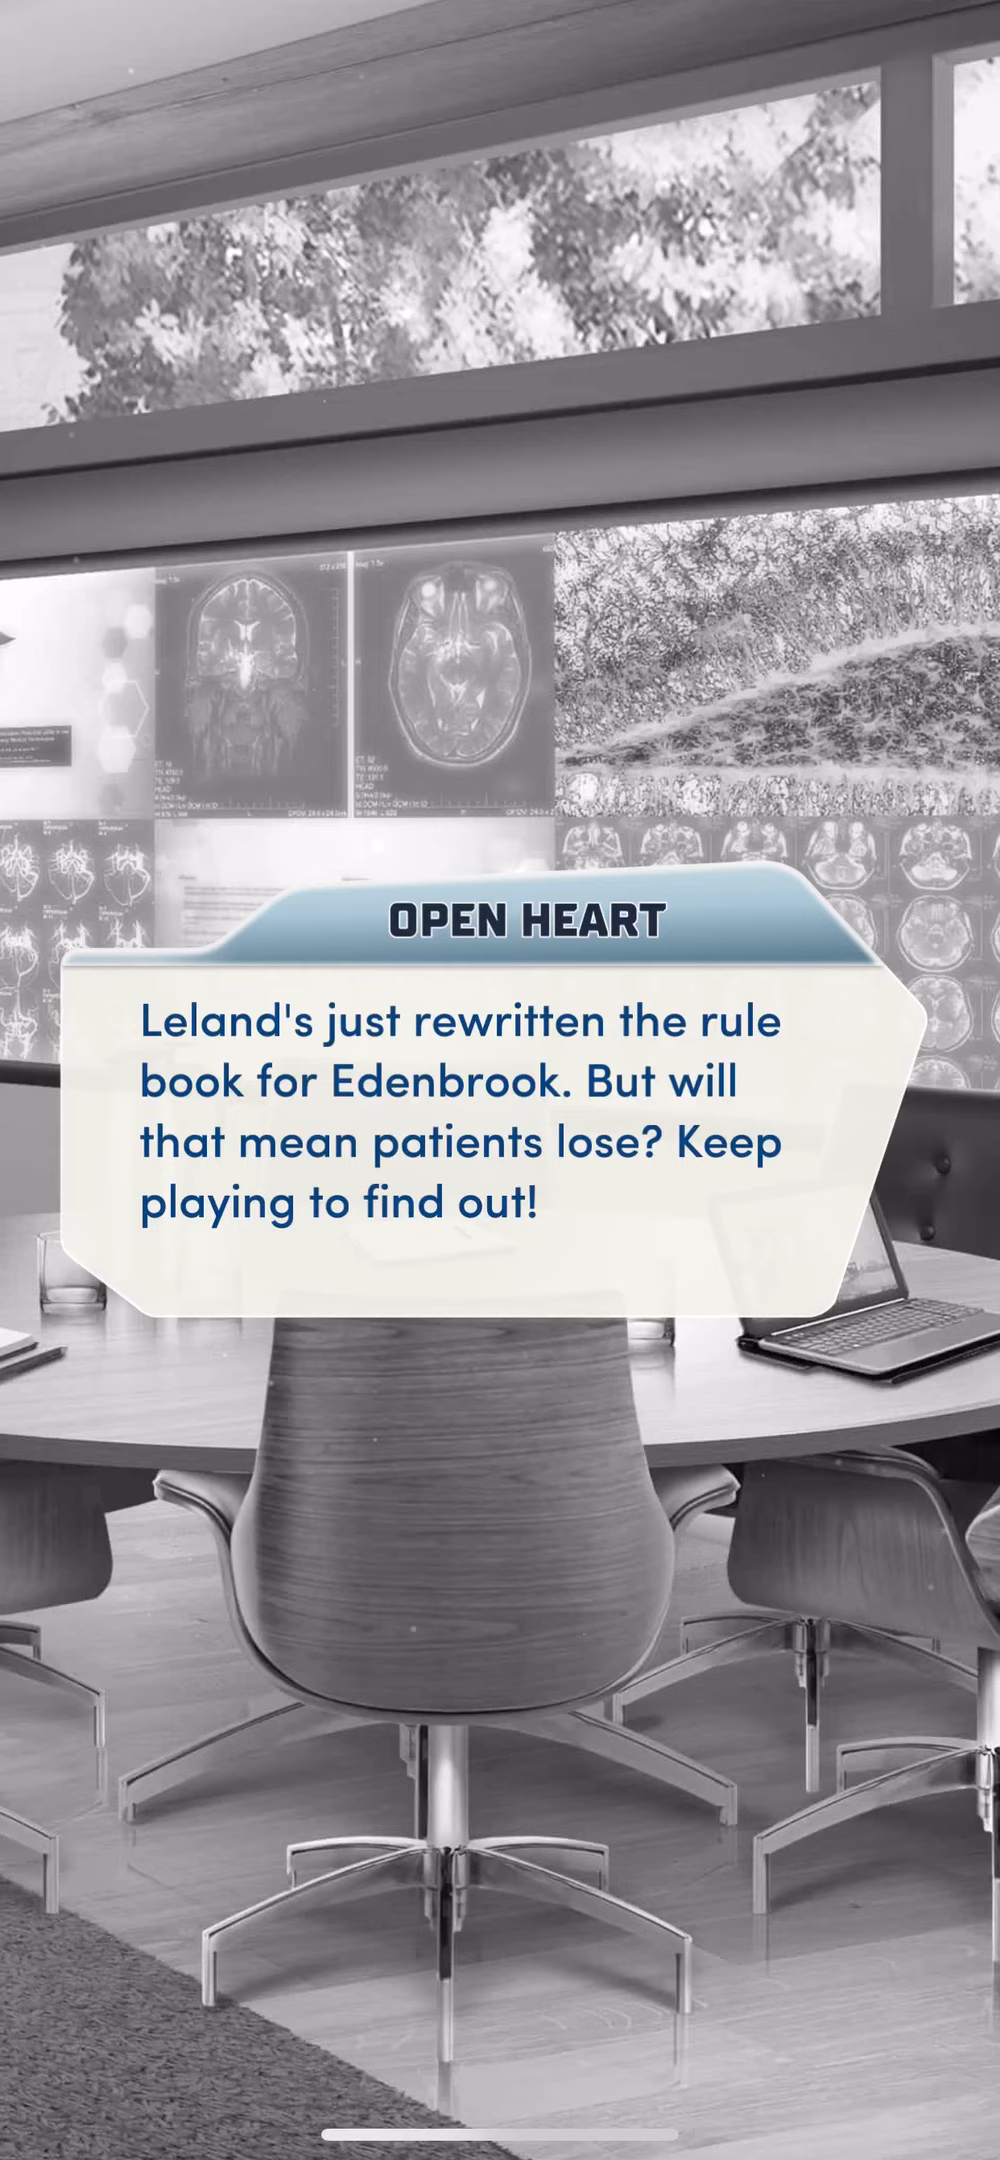 OPEN HEART
Leland's just rewritten the rule
book for Edenbrook. But will
that mean patients lose? Keep
playing to find out!